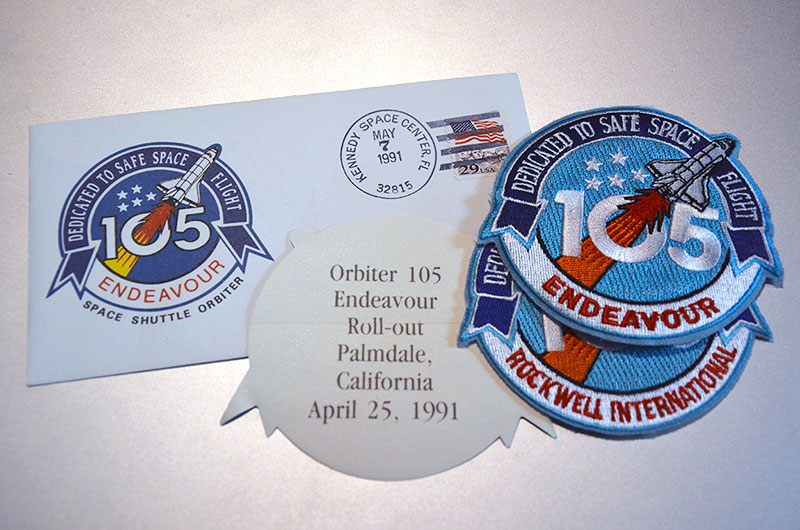 DEDICATED TO SAFE SPACE FLIGHT
105
ENDEAVOUR
SPACE SHUTTLE ORBITER
KENNEDY SPACE CENTER, FL
MAY
7
1991
32815
29 USA
Orbiter 105
Endeavour
Roll-out
Palmdale,
California
April 25, 1991
DEDICATED TO SAFE SPACE FLIGHT
105
ENDEAVOUR
ROCKWELL INTERNATIONAL